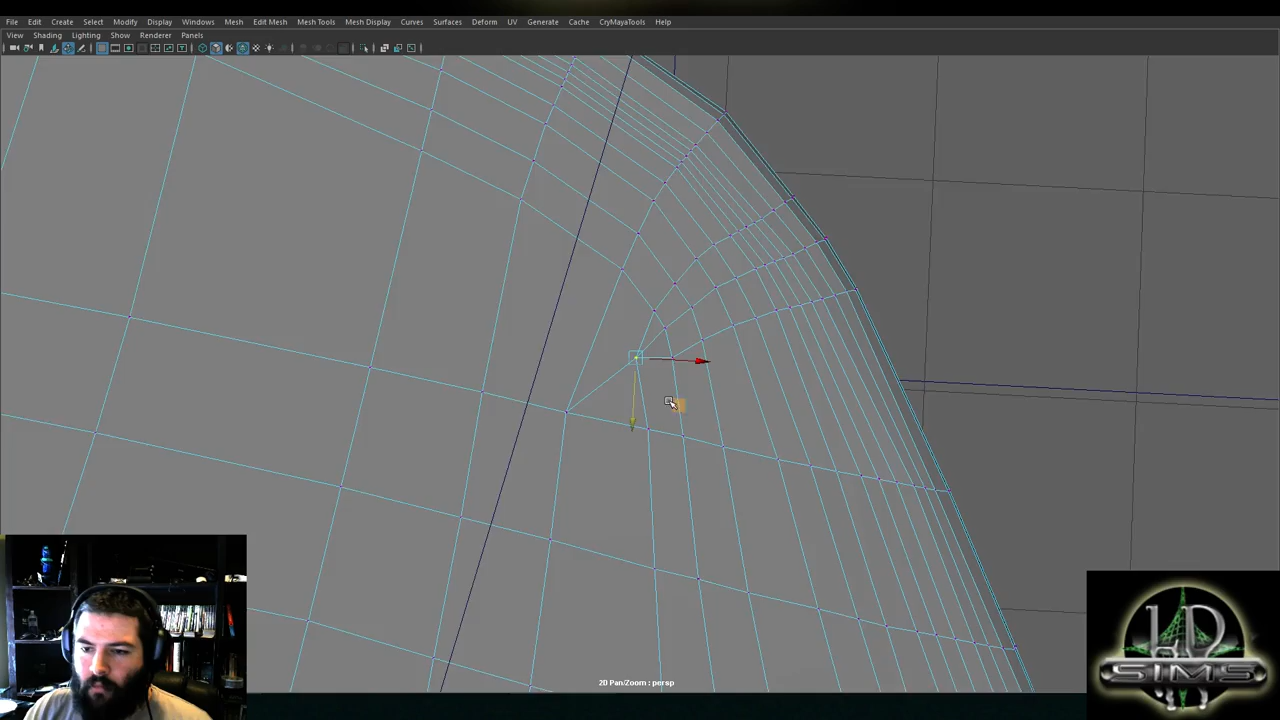 File Edit Create Select Modify Display Windows Mesh Edit Mesh Mesh Tools Mesh Display Curves Surfaces Deform UV Generate Cache CryMayaTools Help
View Shading Lighting Show Renderer Panels
2D Pan/Zoom : persp
HD
SIMS